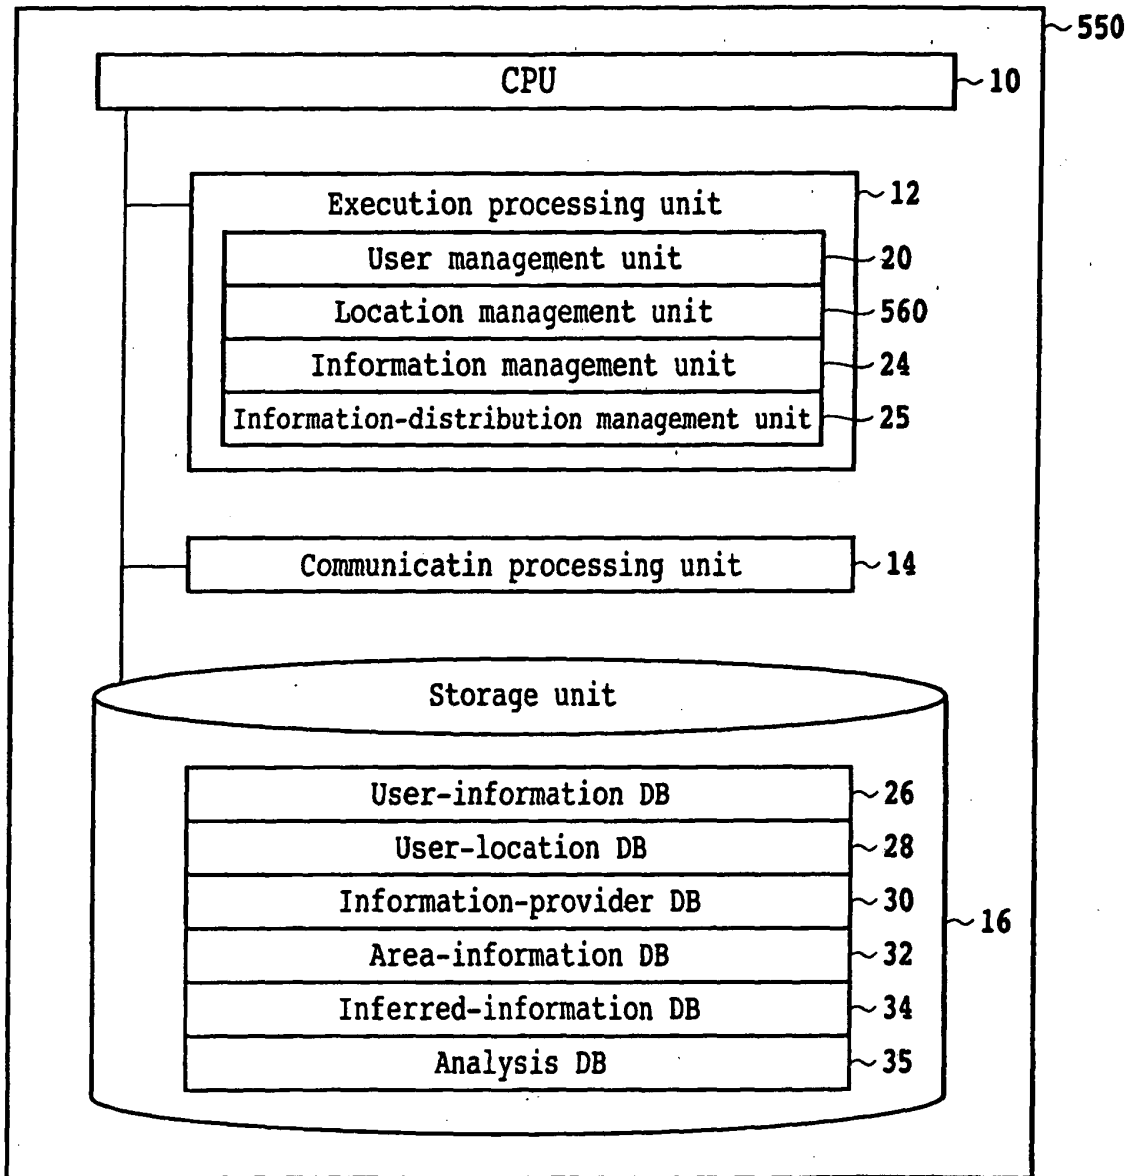 550
CPU 10
Execution processing unit 12
User management unit 20
Location management unit 560
Information management unit 24
Information-distribution management unit 25
Communicatin processing unit 14
Storage unit
User-information DB 26
User-location DB 28
Information-provider DB 30
16
Area-information DB 32
Inferred-information DB 34
Analysis DB 35